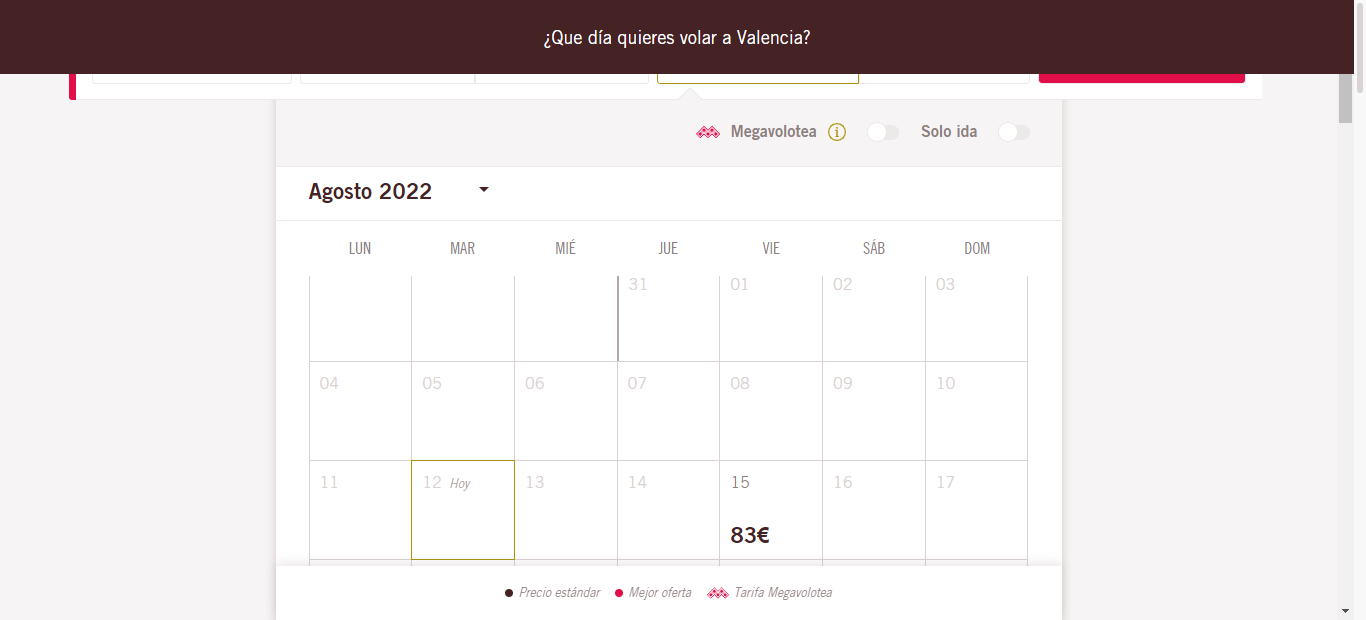 ¿Que día quieres volar a Valencia?
Megavolotea i Solo ida
Agosto 2022
LUN MAR MIÉ JUE VIE SÁB DOM
31 01 02 03
04 05 06 07 08 09 10
11 12 Hoy 13 14 15 16 17
83€
Precio estándar Mejor oferta Tarifa Megavolotea